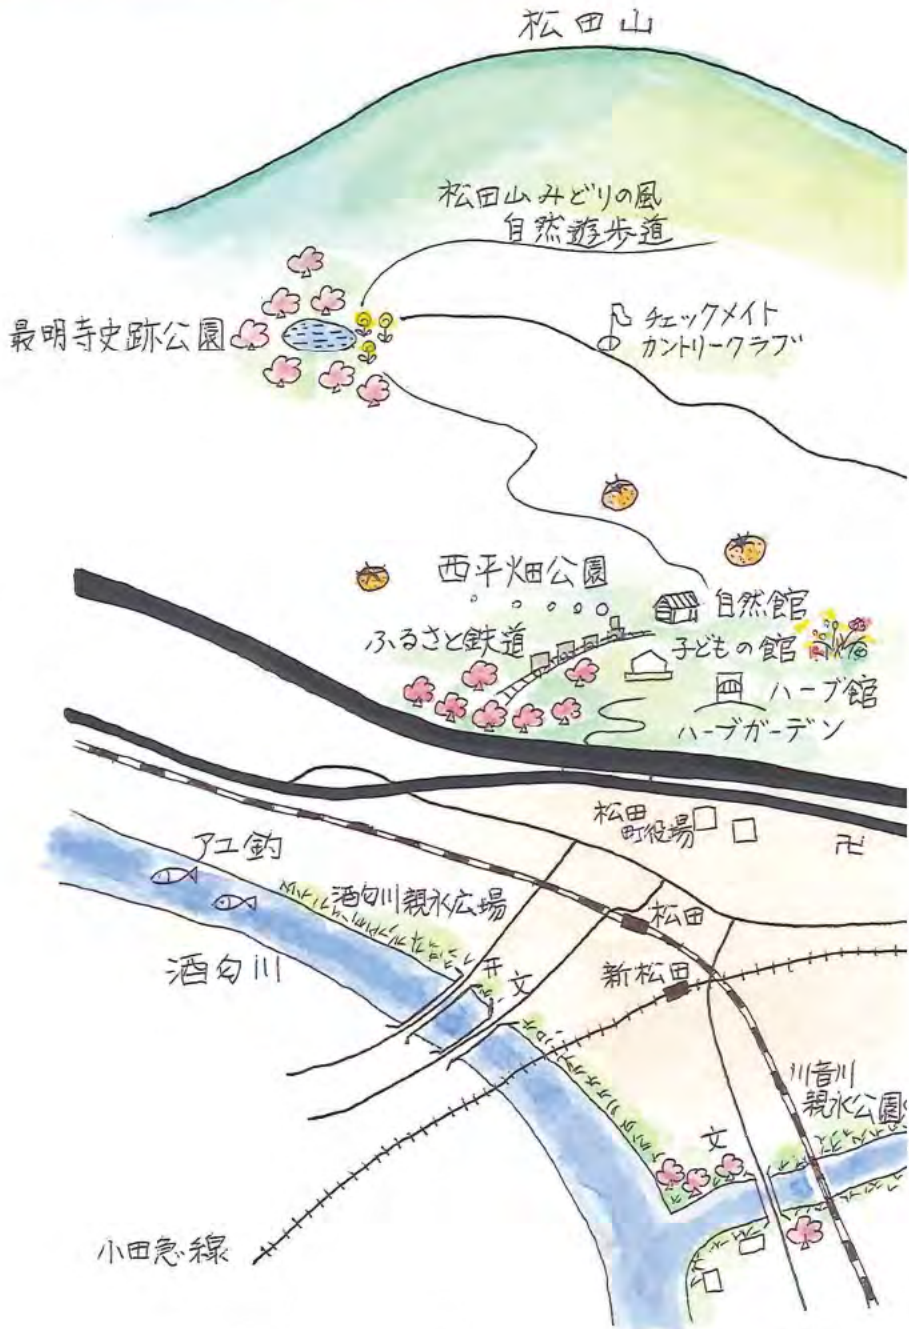 松田山
松田山みどりの風
自然遊歩道
最明寺史跡公園
チェックメイト
カントリークラブ
西平畑公園
自然館
ふるさと鉄道
子どもの館
ハーブ館
ハーブガーデン
松田
町役場
卍
アユ釣
酒匂川親水広場
松田
酒匂川
开
文
新松田
川音川
親水公園
文
小田急線